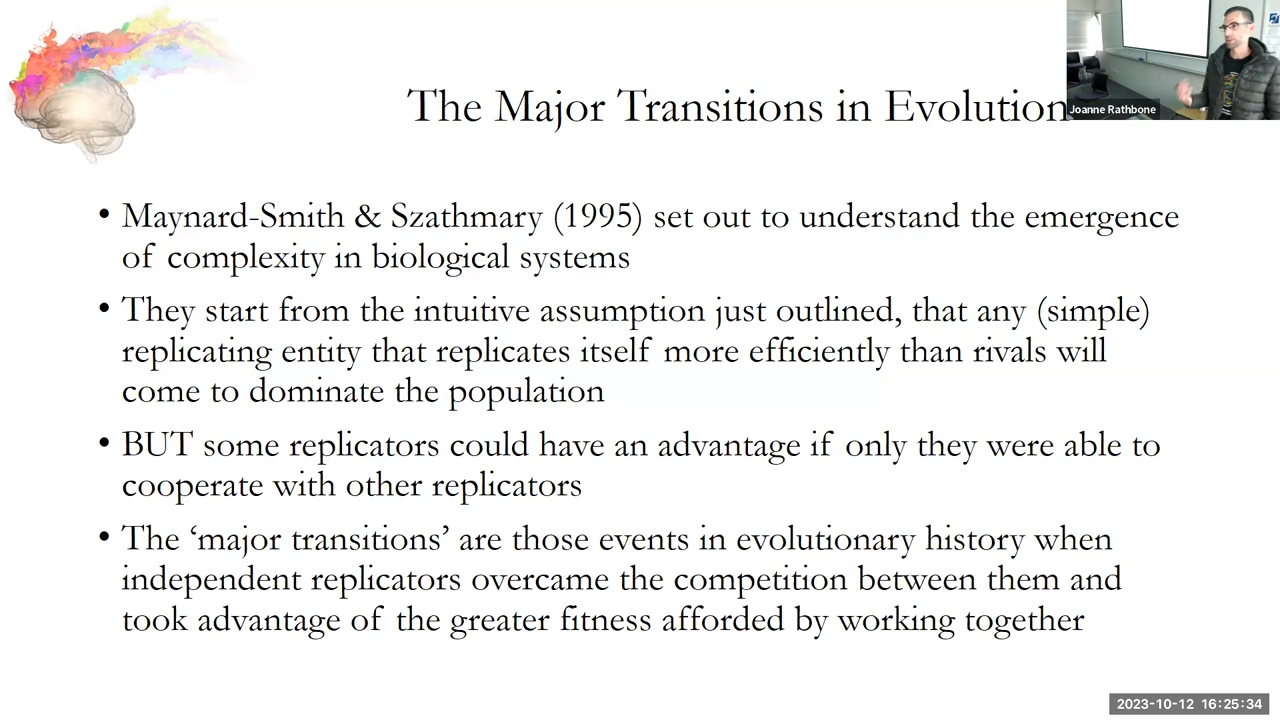 The Major Transitions in Evolution
Joanne Rathbone
• Maynard-Smith & Szathmary (1995) set out to understand the emergence
of complexity in biological systems
• They start from the intuitive assumption just outlined, that any (simple)
replicating entity that replicates itself more efficiently than rivals will
come to dominate the population
• BUT some replicators could have an advantage if only they were able to
cooperate with other replicators
• The ‘major transitions’ are those events in evolutionary history when
independent replicators overcame the competition between them and
took advantage of the greater fitness afforded by working together
2023-10-12 16:25:34